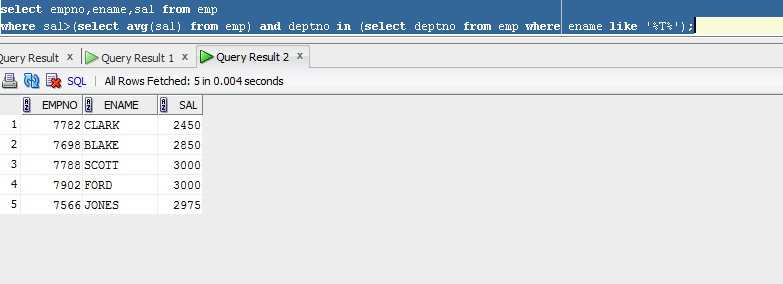 select empno,ename,sal from emp
where sal>(select avg(sal) from emp) and deptno in (select deptno from emp where ename like '%T%');
Query Result x Query Result 1 x Query Result 2 x
SQL | All Rows Fetched: 5 in 0.004 seconds
EMPNO ENAME SAL
1 7782 CLARK 2450
2 7698 BLAKE 2850
3 7788 SCOTT 3000
4 7902 FORD 3000
5 7566 JONES 2975